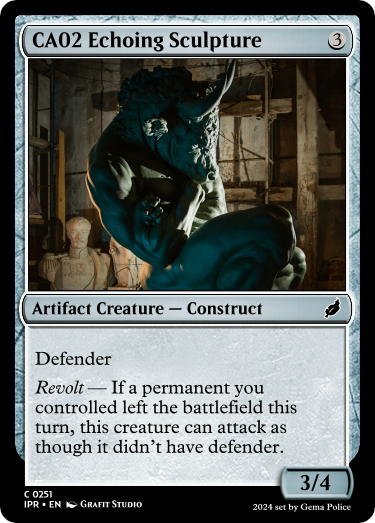 CA02 Echoing Sculpture 3
Artifact Creature — Construct
Defender
Revolt — If a permanent you
controlled left the battlefield this
turn, this creature can attack as
though it didn't have defender.
3/4
C 0251
IPR • EN Grafit Studio
2024 set by Gema Police